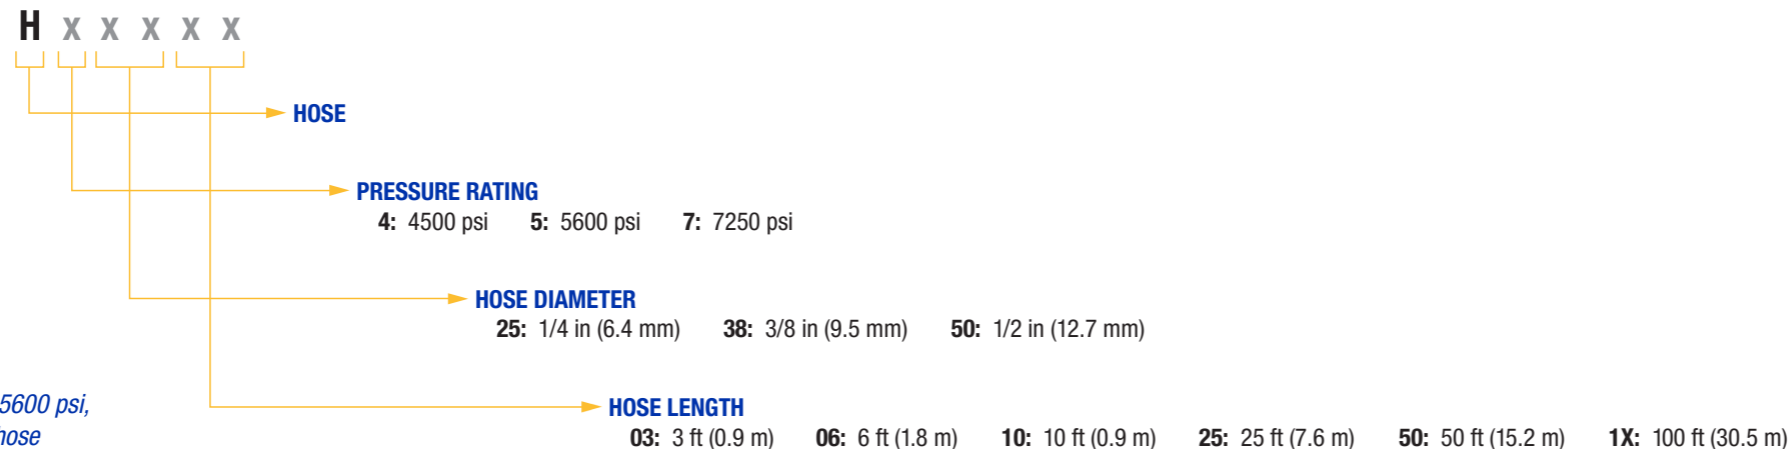 H x x x x x
HOSE
PRESSURE RATING
4: 4500 psi 5: 5600 psi 7: 7250 psi
HOSE DIAMETER
25: 1/4 in (6.4 mm) 38: 3/8 in (9.5 mm) 50: 1/2 in (12.7 mm)
5600 psi,
HOSE LENGTH
03: 3 ft (0.9 m) 06: 6 ft (1.8 m) 10: 10 ft (0.9 m) 25: 25 ft (7.6 m) 50: 50 ft (15.2 m) 1X: 100 ft (30.5 m)